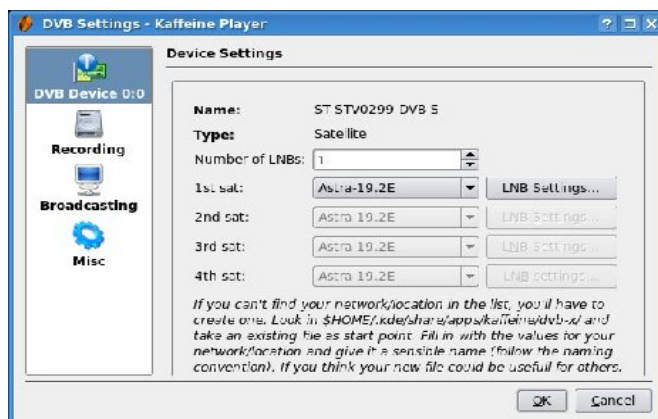 DVB Settings - Kaffeine Player
Device Settings
DVB Device 0:0
Recording
Broadcasting
Misc
Name: ST STV0299 DVB S
Type: Satellite
Number of LNBs: 1
1st sat: Astra-19.2E LNB Settings...
2nd sat: Astra 19.2E LNB Settings...
3rd sat: Astra 19.2E LNB Settings...
4th sat: Astra 19.2E LNB settings...
If you can't find your network/location in the list, you'll have to
create one. Look in $HOME/.kde/share/apps/kaffeine/dvb-x/ and
take an existing file as start point. Fill in with the values for your
network/location and give it a sensible name (follow the naming
convention). If you think your new file could be usefull for others.
OK Cancel